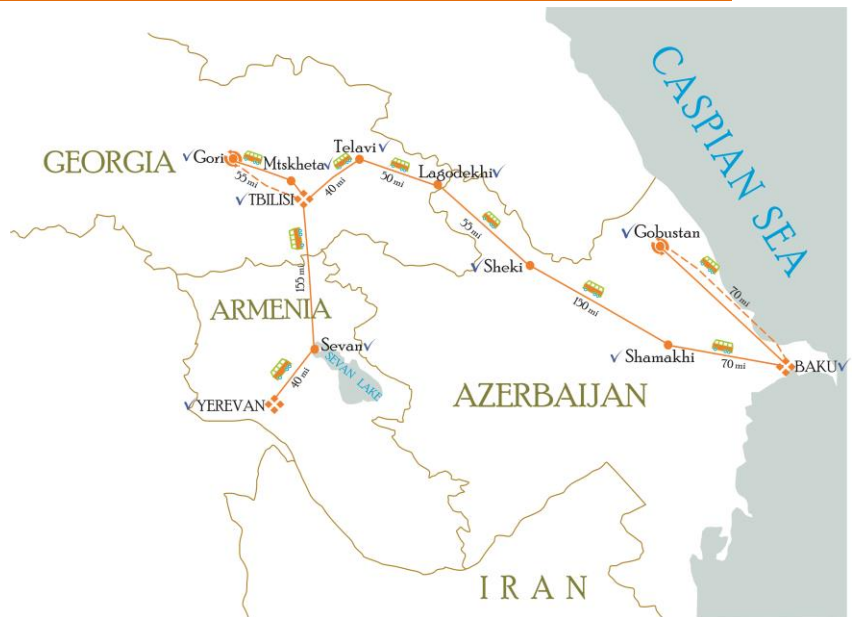 CASPIAN SEA
GEORGIA
Gori
Mtskheta
55 mi
TBILISI
Telavi
40 mi
50 mi
Lagodekhi
55 mi
Gobustan
Sheki
70 mi
155 mi
150 mi
ARMENIA
Sevan
SEVAN LAKE
40 mi
YEREVAN
Shamakhi
70 mi
BAKU
AZERBAIJAN
IRAN